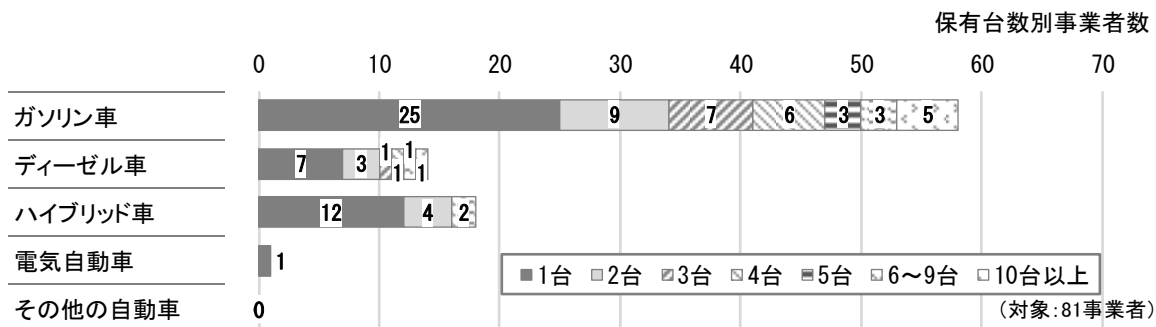 保有台数別事業者数
0 10 20 30 40 50 60 70
ガソリン車 25 9 7 6 3 3 5
ディーゼル車 7 3 1 1 1 1
ハイブリッド車 12 4 2
電気自動車 1
その他の自動車 0
1台 2台 3台 4台 5台 6～9台 10台以上
(対象:81事業者)